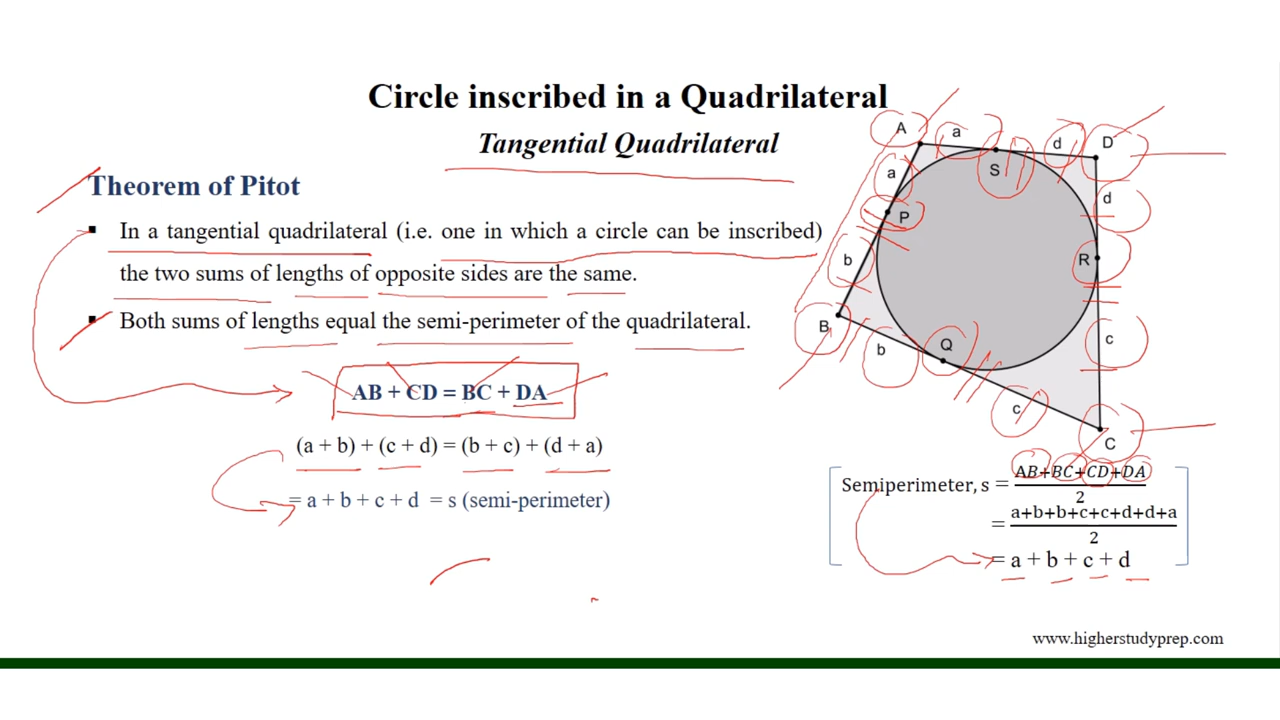 Circle inscribed in a Quadrilateral
Tangential Quadrilateral
Theorem of Pitot
▪ In a tangential quadrilateral (i.e. one in which a circle can be inscribed)
the two sums of lengths of opposite sides are the same.
▪ Both sums of lengths equal the semi-perimeter of the quadrilateral.
AB + CD = BC + DA
(a + b) + (c + d) = (b + c) + (d + a)
= a + b + c + d = s (semi-perimeter)
A
a
d
D
S
a
P
d
b
R
B
b
Q
c
c
C
Semiperimeter, s = AB+BC+CD+DA
2
= a+b+b+c+c+d+d+a
2
= a + b + c + d
www.higherstudyprep.com